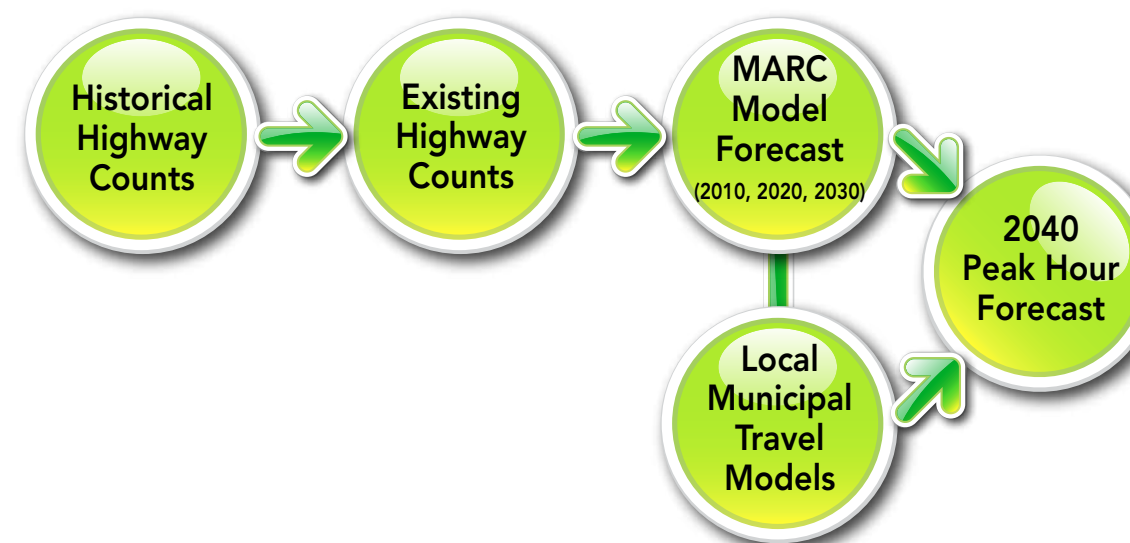 Historical
Highway
Counts
Existing
Highway
Counts
MARC
Model
Forecast
(2010, 2020, 2030)
2040
Peak Hour
Forecast
Local
Municipal
Travel
Models